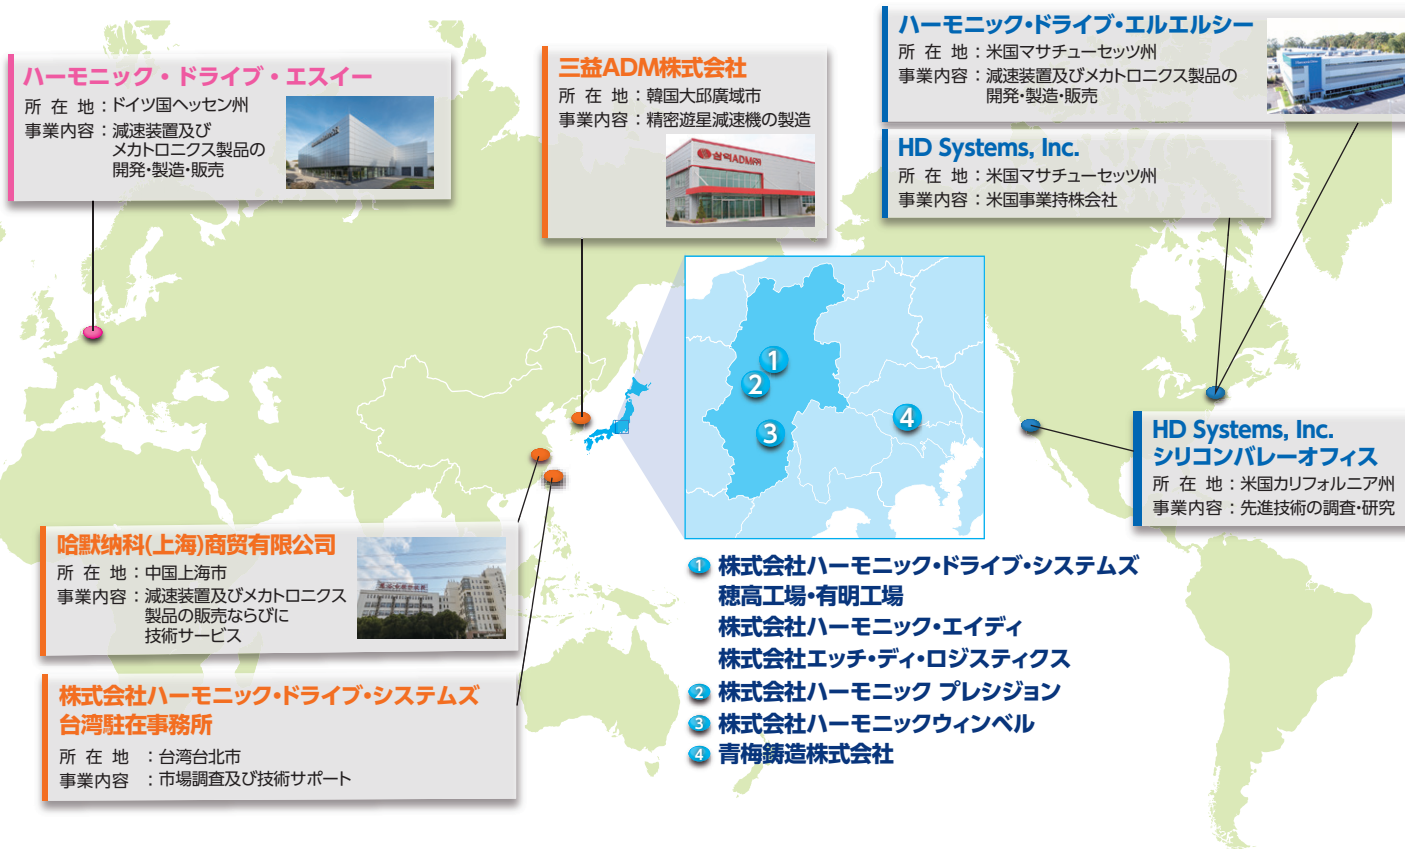 ハーモニック・ドライブ・エスイー
所 在 地：ドイツ国ヘッセン州
事業内容：減速装置及び
メカトロニクス製品の
開発・製造・販売
三益ADM株式会社
所 在 地：韓国大邱廣域市
事業内容：精密遊星減速機の製造
삼익ADM㈜
ハーモニック・ドライブ・エルエルシー
所 在 地：米国マサチューセッツ州
事業内容：減速装置及びメカトロニクス製品の
開発・製造・販売
HD Systems, Inc.
所 在 地：米国マサチューセッツ州
事業内容：米国事業持株会社
1
2
3
4
HD Systems, Inc.
シリコンバレーオフィス
所 在 地：米国カリフォルニア州
事業内容：先進技術の調査・研究
哈默纳科(上海)商贸有限公司
所 在 地：中国上海市
事業内容：減速装置及びメカトロニクス
製品の販売ならびに
技術サービス
株式会社ハーモニック・ドライブ・システムズ
台湾駐在事務所
所 在 地 ：台湾台北市
事業内容 ：市場調査及び技術サポート
1 株式会社ハーモニック・ドライブ・システムズ
穂高工場・有明工場
株式会社ハーモニック・エイディ
株式会社エッチ・ディ・ロジスティクス
2 株式会社ハーモニック プレシジョン
3 株式会社ハーモニックウィンベル
4 青梅鋳造株式会社